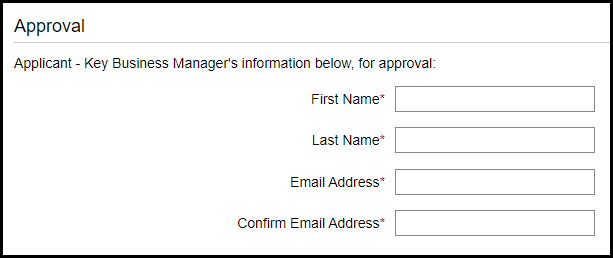 Approval
Applicant - Key Business Manager's information below, for approval:
First Name*
Last Name*
Email Address*
Confirm Email Address*